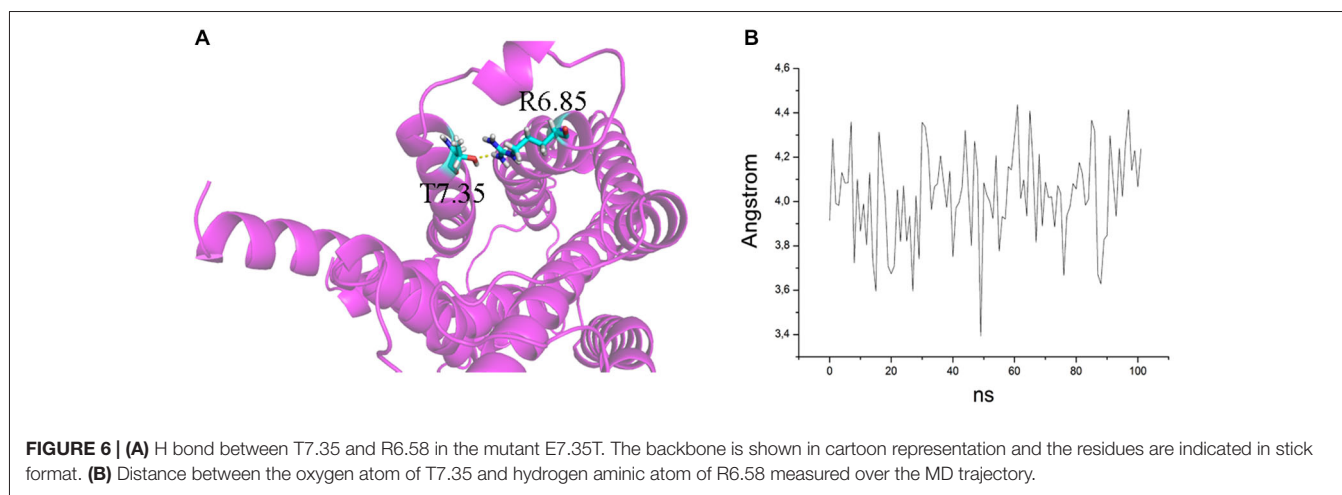 A
R6.85
T7.35
B
4,6
4,4
4,2
4,0
3,8
3,6
3,4
Angstrom
0
20
40
60
80
100
ns
FIGURE 6 | (A) H bond between T7.35 and R6.58 in the mutant E7.35T. The backbone is shown in cartoon representation and the residues are indicated in stick
format. (B) Distance between the oxygen atom of T7.35 and hydrogen aminic atom of R6.58 measured over the MD trajectory.